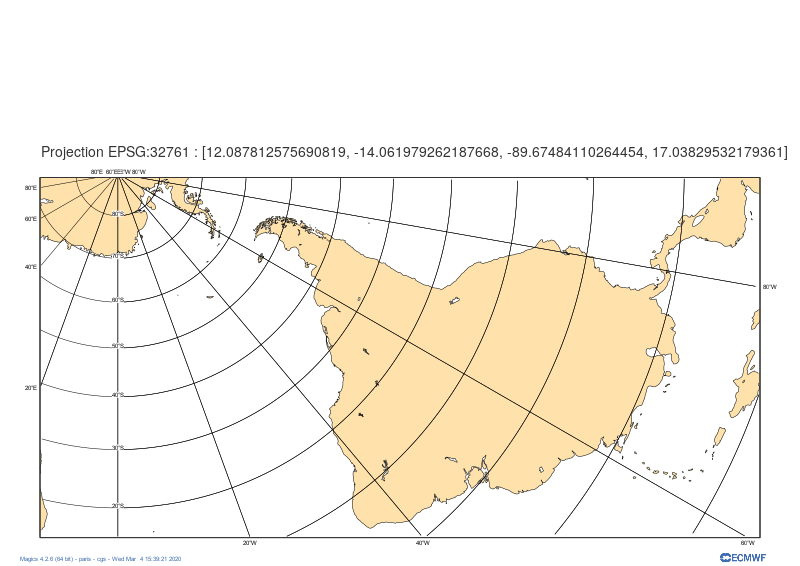 Projection EPSG:32761 : [12.087812575690819, -14.061979262187668, -89.67484110264454, 17.03829532179361]
80°E 60°W 80°W
80°E
80°S
60°E
70°S
40°E
60°S
80°W
50°S
20°E
40°S
30°S
20°S
20°W 40°W 60°W
Magics 4.2.6 (64 bit) - paris - cgs - Wed Mar 4 15:39:21 2020
ECMWF